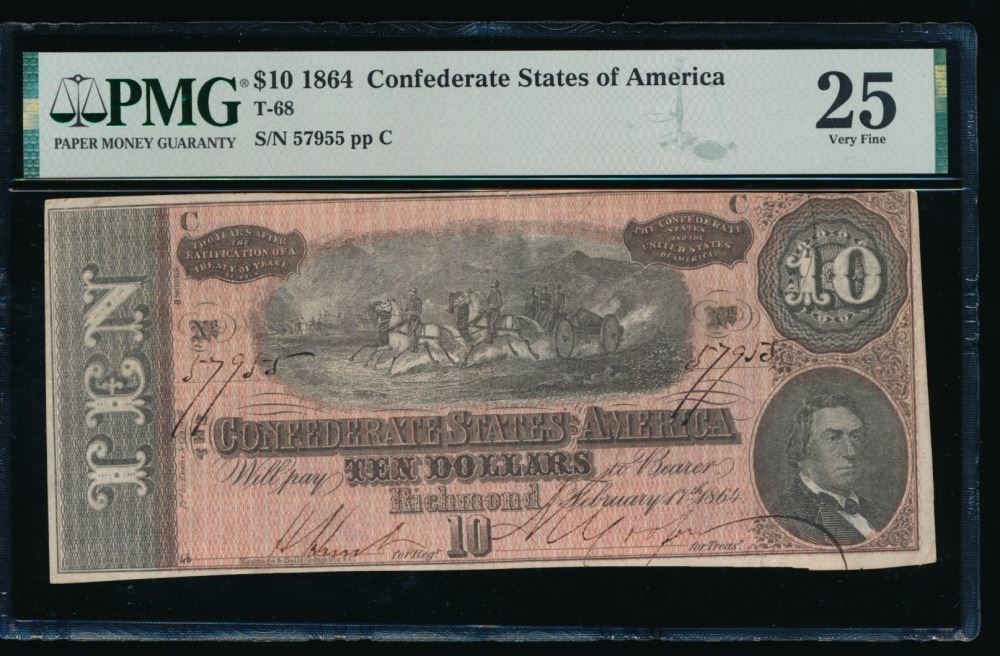 PMG®
PAPER MONEY GUARANTY
$10 1864 Confederate States of America
T-68
S/N 57955 pp C
25
Very Fine
C
C
TWO YEARS AFTER
THE
RATIFICATION OF A
TREATY OF PEACE
THE CONFEDERATE
STATES
AND THE
UNITED STATES
OF AMERICA
10
TEN
No
No
57955
57955
CONFEDERATE STATES OF AMERICA
Will pay TEN DOLLARS to Bearer
Richmond February 17th 1864
10
for Regr.
for Treasr.